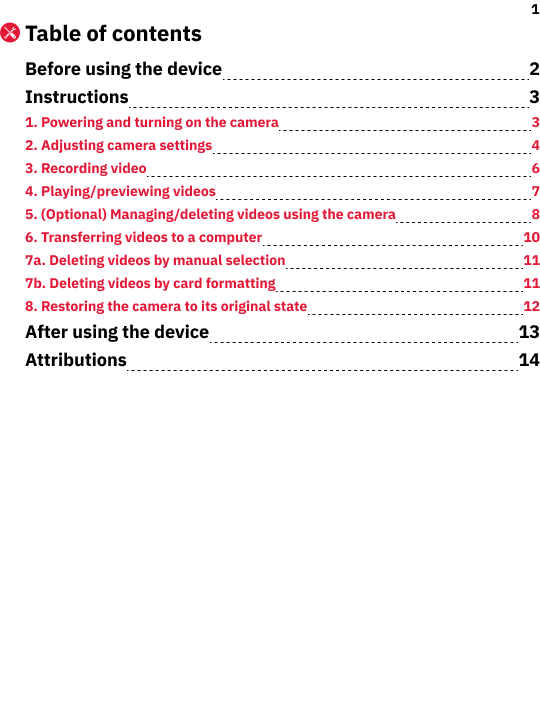 1
Table of contents
Before using the device 2
Instructions 3
1. Powering and turning on the camera 3
2. Adjusting camera settings 4
3. Recording video 6
4. Playing/previewing videos 7
5. (Optional) Managing/deleting videos using the camera 8
6. Transferring videos to a computer 10
7a. Deleting videos by manual selection 11
7b. Deleting videos by card formatting 11
8. Restoring the camera to its original state 12
After using the device 13
Attributions 14